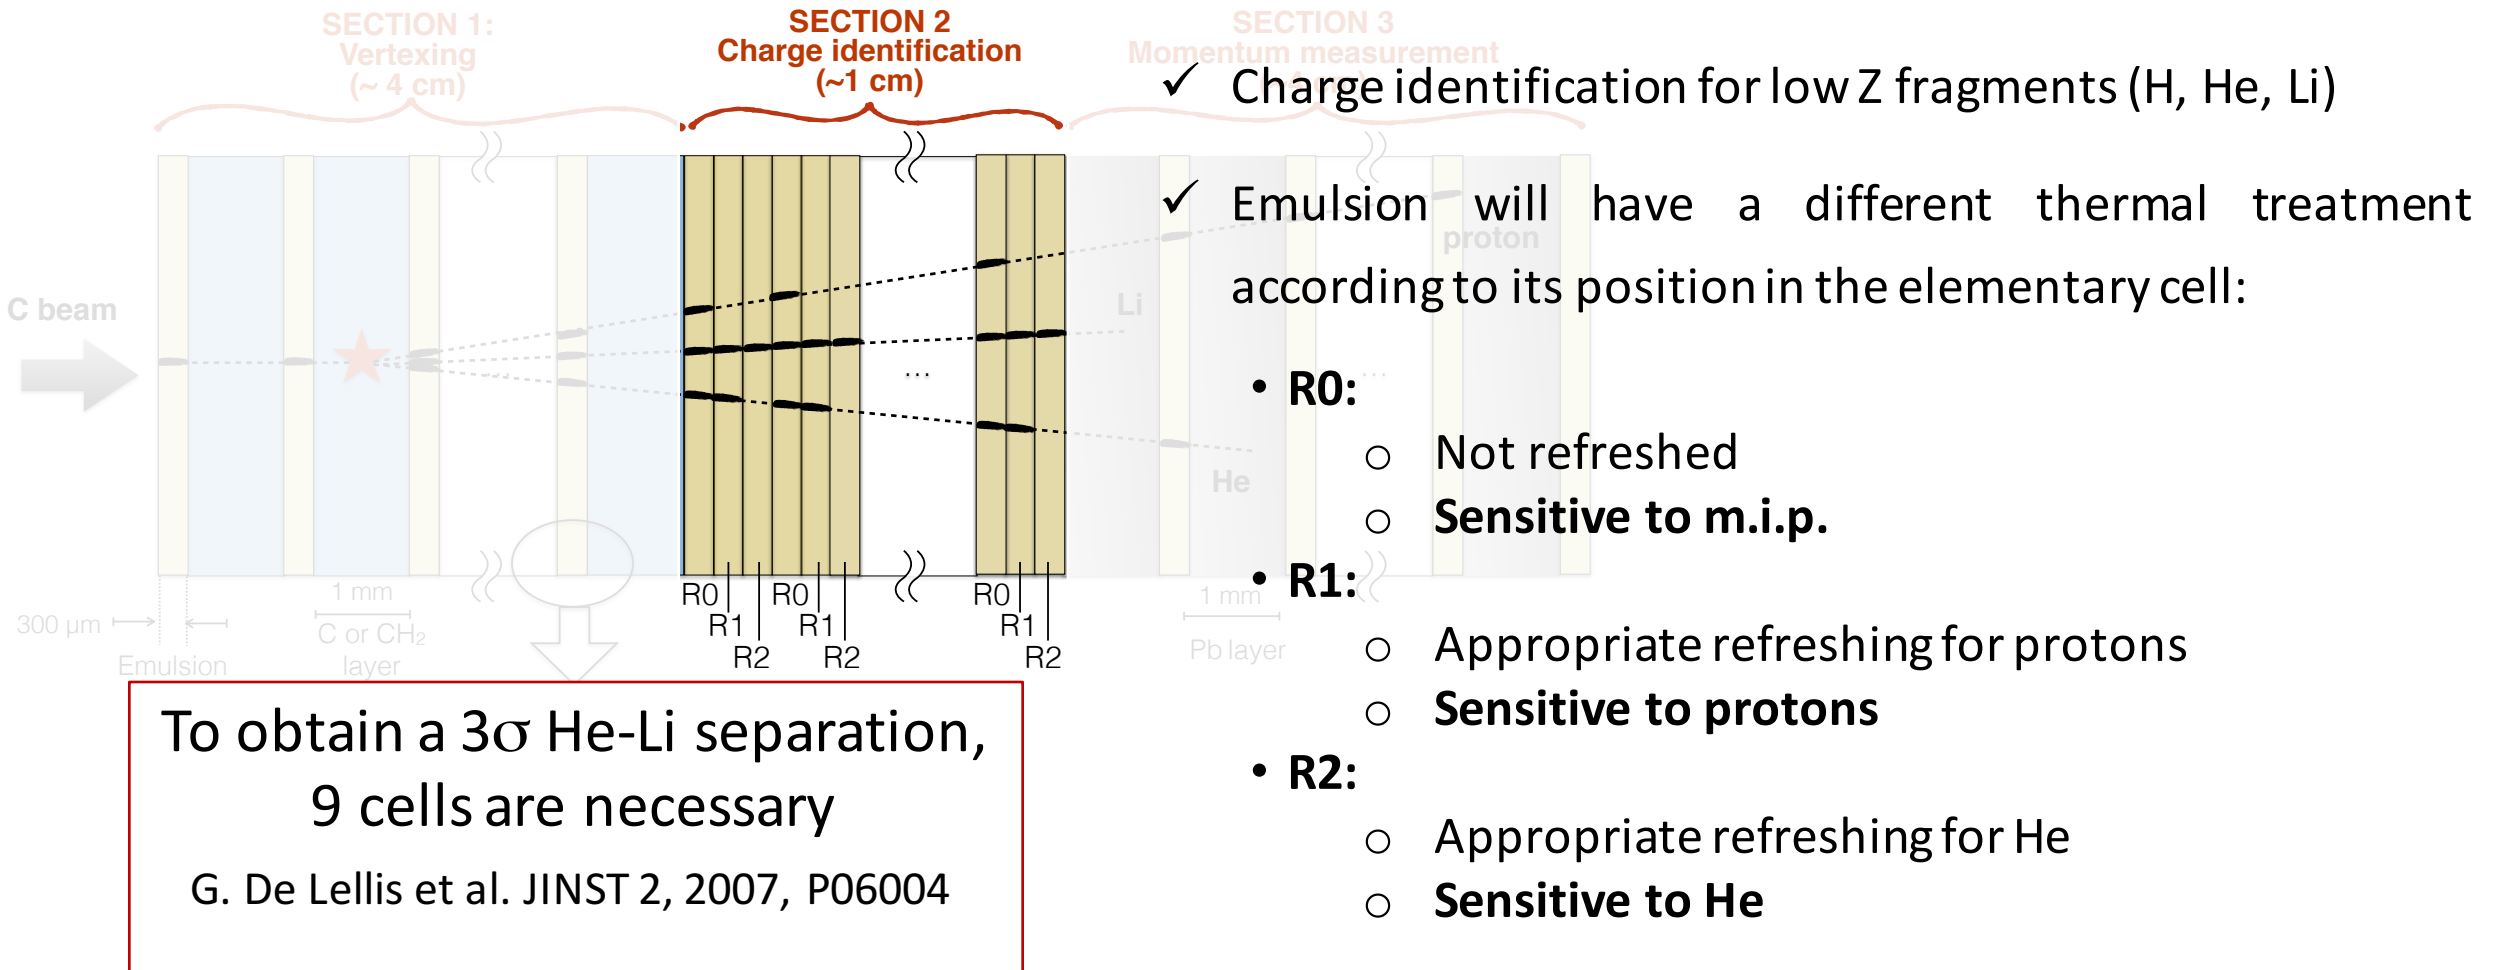 SECTION 1:
Vertexing
(~ 4 cm)
SECTION 2
Charge identification
(~1 cm)
SECTION 3
Momentum measurement
✓ Charge identification for low Z fragments (H, He, Li)
✓ Emulsion will have a different thermal treatment
according to its position in the elementary cell:
• R0:
○ Not refreshed
○ Sensitive to m.i.p.
• R1:
○ Appropriate refreshing for protons
○ Sensitive to protons
• R2:
○ Appropriate refreshing for He
○ Sensitive to He
C beam
proton
Li
He
...
...
...
R0 R0 R0
R1 R1 R1
R2 R2 R2
300 μm
Emulsion
1 mm
C or CH₂
layer
1 mm
Pb layer
To obtain a 3σ He-Li separation,
9 cells are necessary
G. De Lellis et al. JINST 2, 2007, P06004